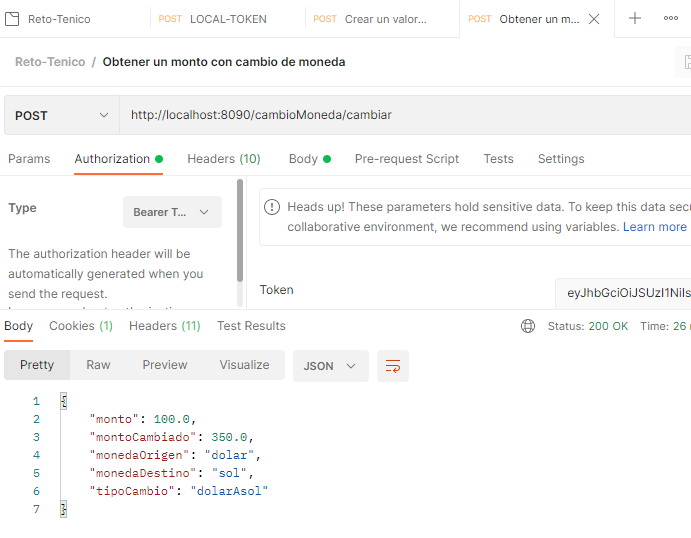 Reto-Tenico
POST LOCAL-TOKEN
POST Crear un valor...
POST Obtener un m...
Reto-Tenico / Obtener un monto con cambio de moneda
POST http://localhost:8090/cambioMoneda/cambiar
Params Authorization Headers (10) Body Pre-request Script Tests Settings
Type Bearer T...
The authorization header will be
automatically generated when you
send the request.
Heads up! These parameters hold sensitive data. To keep this data secu
collaborative environment, we recommend using variables. Learn more
Token eyJhbGciOiJSUzI1NiIs
Body Cookies (1) Headers (11) Test Results Status: 200 OK Time: 26
Pretty Raw Preview Visualize JSON
1 {
2 "monto": 100.0,
3 "montoCambiado": 350.0,
4 "monedaOrigen": "dolar",
5 "monedaDestino": "sol",
6 "tipoCambio": "dolarAsol"
7 }